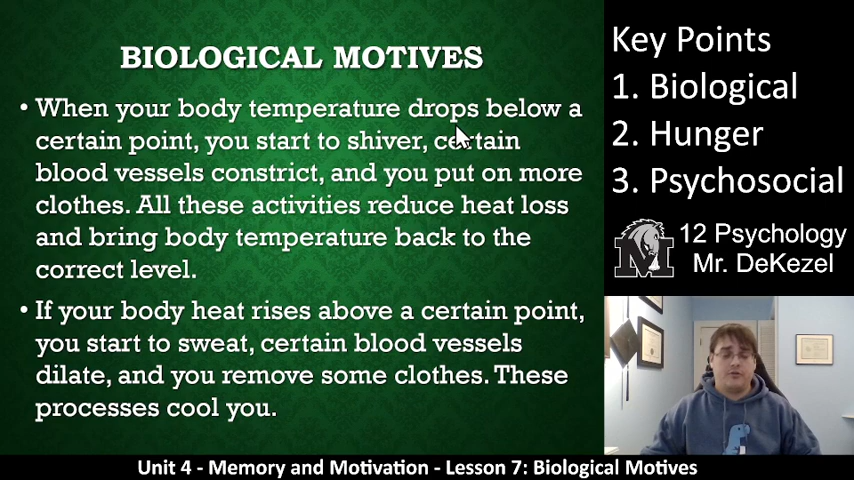 BIOLOGICAL MOTIVES
• When your body temperature drops below a
certain point, you start to shiver, certain
blood vessels constrict, and you put on more
clothes. All these activities reduce heat loss
and bring body temperature back to the
correct level.
• If your body heat rises above a certain point,
you start to sweat, certain blood vessels
dilate, and you remove some clothes. These
processes cool you.
Key Points
1. Biological
2. Hunger
3. Psychosocial
M
12 Psychology
Mr. DeKezel
Unit 4 - Memory and Motivation - Lesson 7: Biological Motives